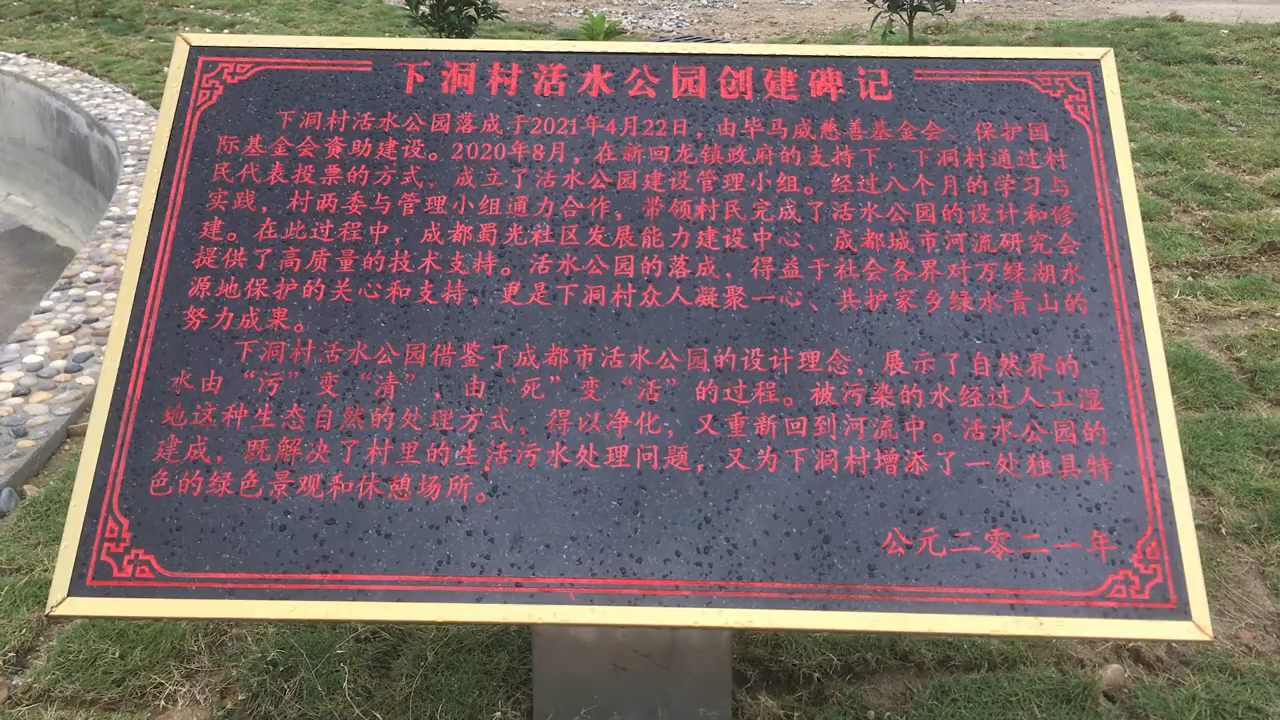 下洞村活水公园创建碑记
下洞村活水公园落成于2021年4月22日，由毕马威慈善基金会、保护国
际基金会资助建设。2020年8月，在新回龙镇政府的支持下，下洞村通过村
民代表投票的方式，成立了活水公园建设管理小组。经过八个月的学习与
实践，村两委与管理小组通力合作，带领村民完成了活水公园的设计和修
建。在此过程中，成都蜀光社区发展能力建设中心、成都城市河流研究会
提供了高质量的技术支持。活水公园的落成，得益于社会各界对万绿湖水
源地保护的关心和支持，更是下洞村众人凝聚一心、共护家乡绿水青山的
努力成果。
下洞村活水公园借鉴了成都市活水公园的设计理念，展示了自然界的
水由“污”变“清”，由“死”变“活”的过程。被污染的水经过人工湿
地这种生态自然的处理方式，得以净化，又重新回到河流中。活水公园的
建成，既解决了村里的生活污水处理问题，又为下洞村增添了一处独具特
色的绿色景观和休憩场所。
公元二零二一年